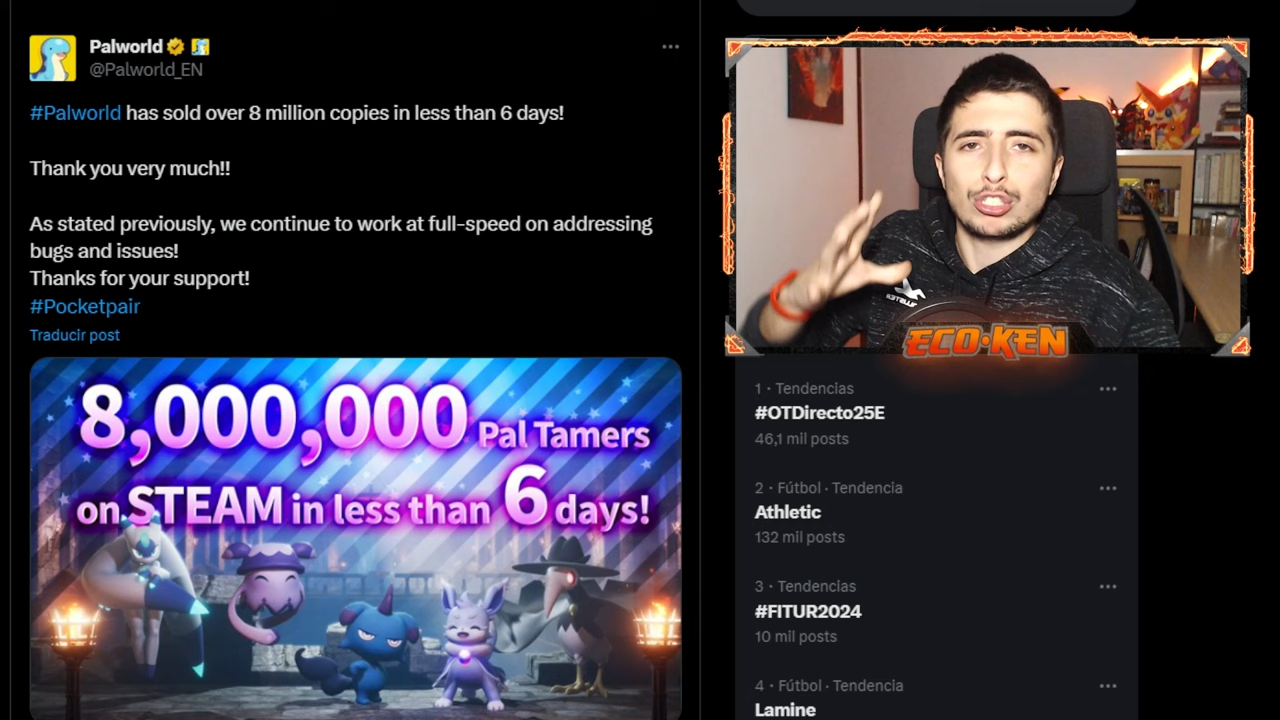 Palworld
@Palworld_EN
#Palworld has sold over 8 million copies in less than 6 days!
Thank you very much!!
As stated previously, we continue to work at full-speed on addressing
bugs and issues!
Thanks for your support!
#Pocketpair
Traducir post
8,000,000 Pal Tamers
on STEAM in less than 6 days!
ECO·KEN
1 · Tendencias
#OTDirecto25E
46,1 mil posts
2 · Fútbol · Tendencia
Athletic
132 mil posts
3 · Tendencias
#FITUR2024
10 mil posts
4 · Fútbol · Tendencia
Lamine